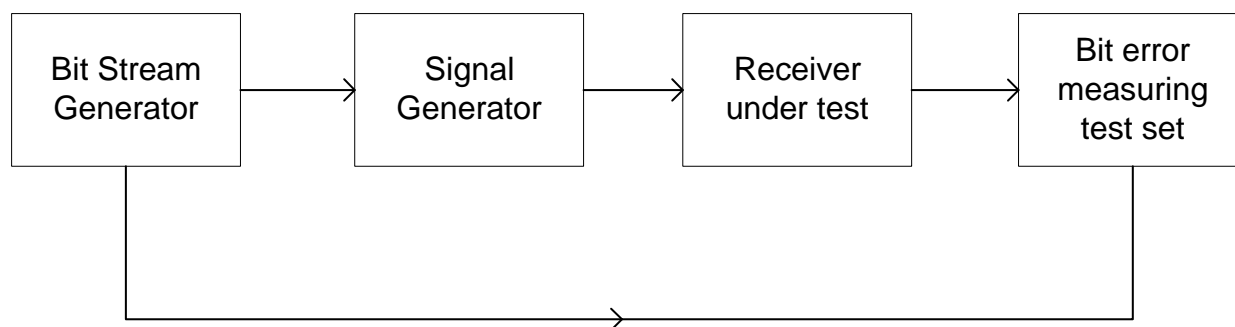 Bit Stream
Generator
Signal
Generator
Receiver
under test
Bit error
measuring
test set